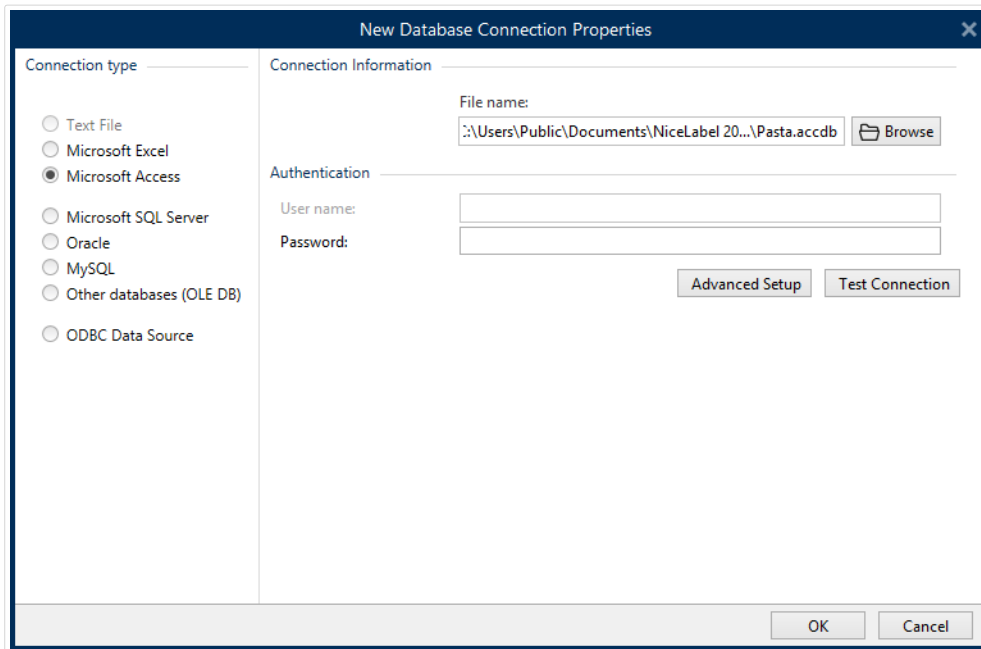 New Database Connection Properties
Connection type
Text File
Microsoft Excel
Microsoft Access
Microsoft SQL Server
Oracle
MySQL
Other databases (OLE DB)
ODBC Data Source
Connection Information
File name:
C:\Users\Public\Documents\NiceLabel 20...\Pasta.accdb
Browse
Authentication
User name:
Password:
Advanced Setup
Test Connection
OK
Cancel